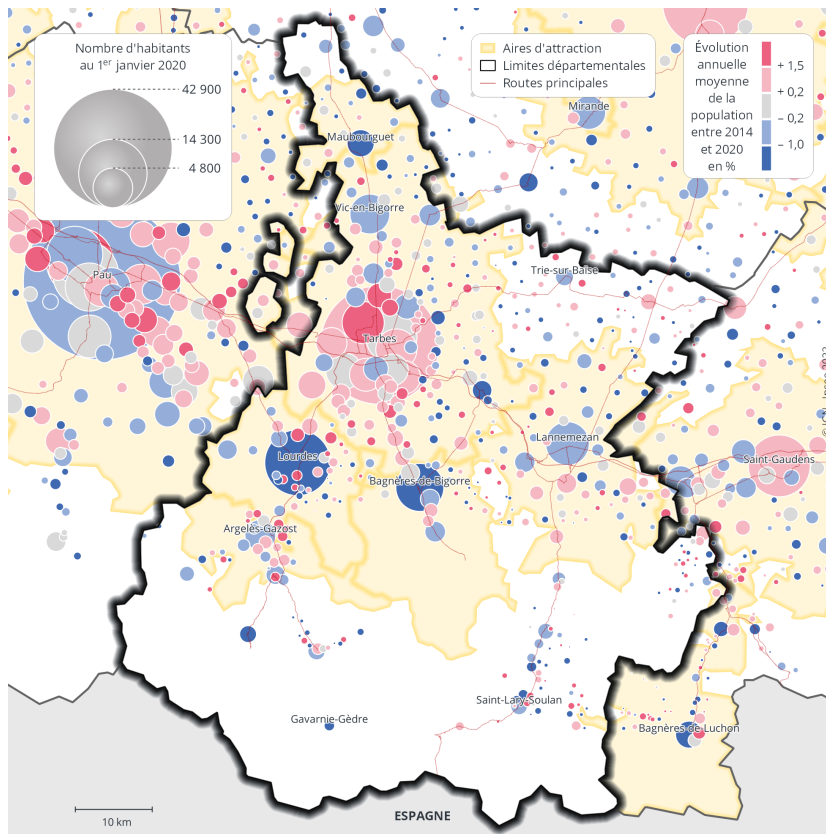 Nombre d'habitants
au 1er janvier 2020
42 900
14 300
4 800
Aires d'attraction
Limites départementales
Routes principales
Évolution
annuelle
moyenne
de la
population
entre 2014
et 2020
en %
+ 1,5
+ 0,2
– 0,2
– 1,0
Mirande
Maubourguet
Vic-en-Bigorre
Trie-sur-Baïse
Pau
Tarbes
Lannemezan
Lourdes
Saint-Gaudens
Bagnères-de-Bigorre
Argelès-Gazost
Saint-Lary-Soulan
Gavarnie-Gèdre
Bagnères-de-Luchon
10 km
ESPAGNE